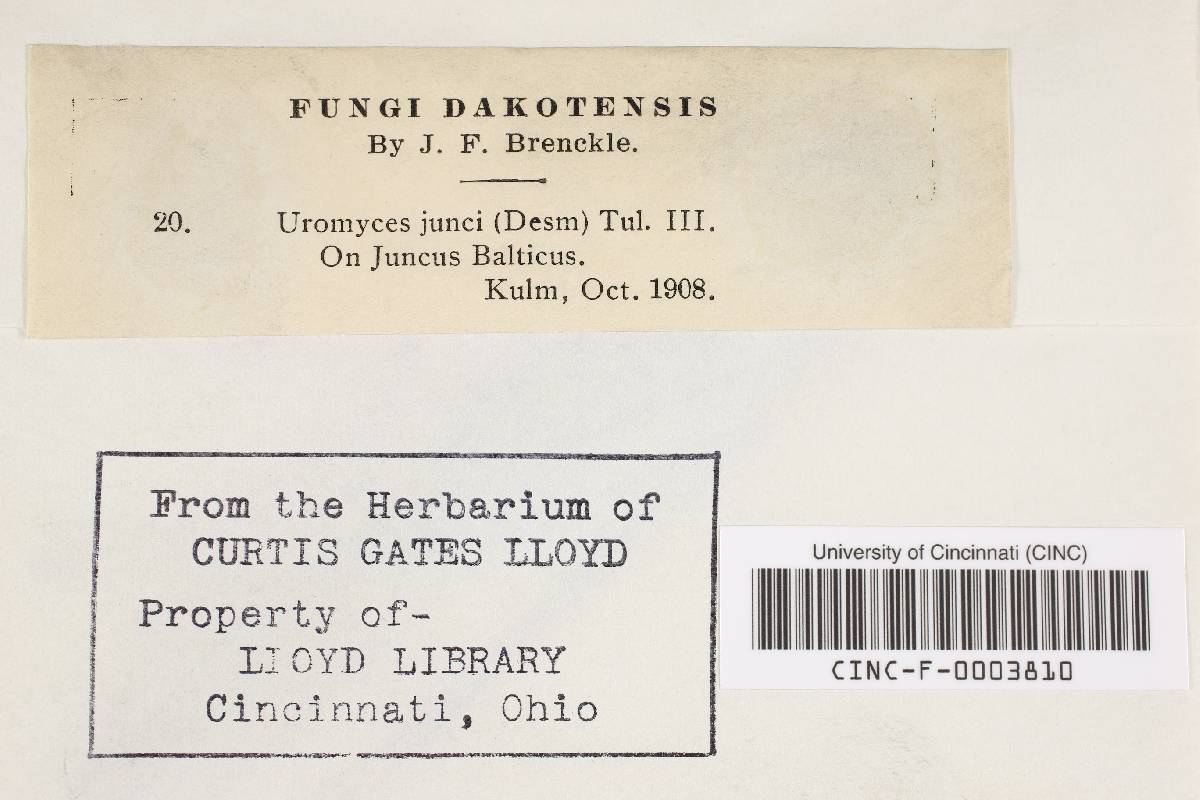 FUNGI DAKOTENSIS
By J. F. Brenckle.
20. Uromyces junci (Desm) Tul. III.
On Juncus Balticus.
Kulm, Oct. 1908.
From the Herbarium of
CURTIS GATES LLOYD
Property of-
LLOYD LIBRARY
Cincinnati, Ohio
University of Cincinnati (CINC)
CINC-F-0003810